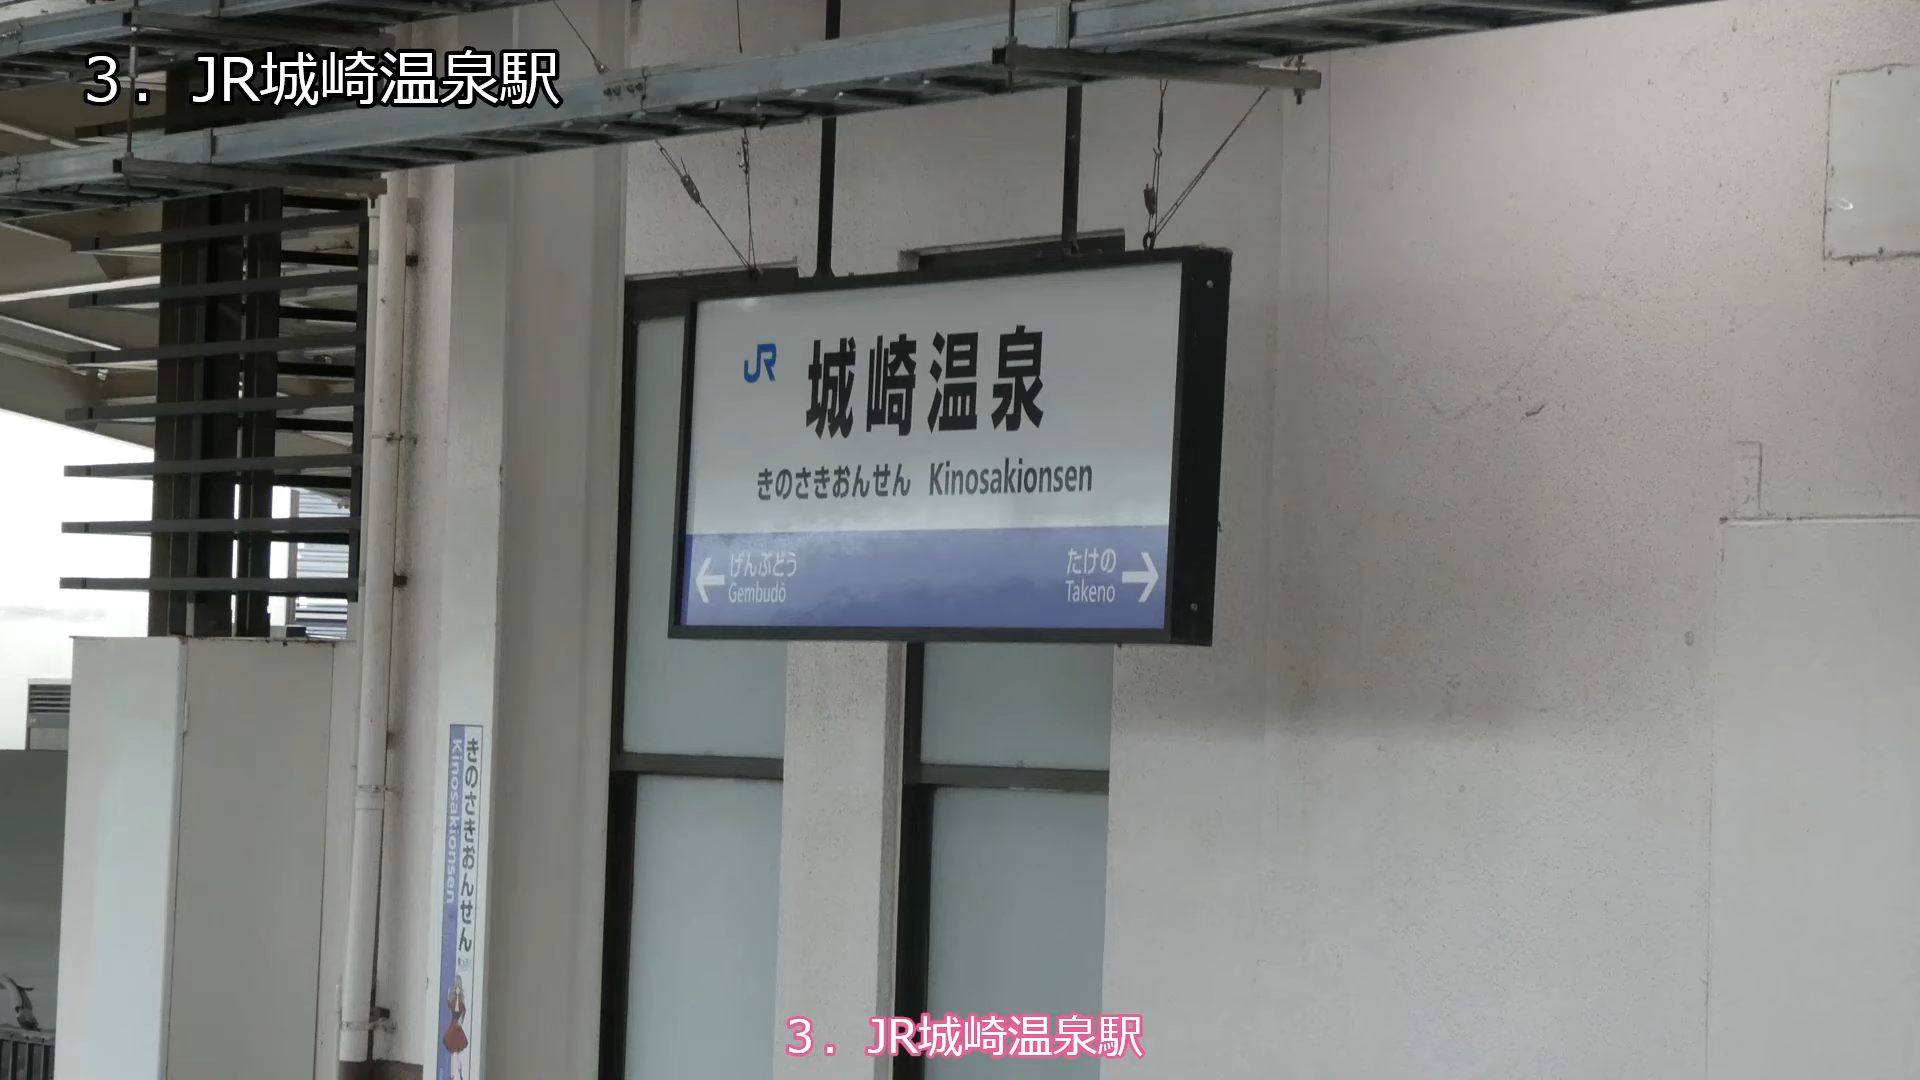 ３．JR城崎温泉駅
JR 城崎温泉
きのさきおんせん Kinosakionsen
げんぶどう
Gembudō
たけの
Takeno
きのさきおんせん
Kinosakionsen
３．JR城崎温泉駅